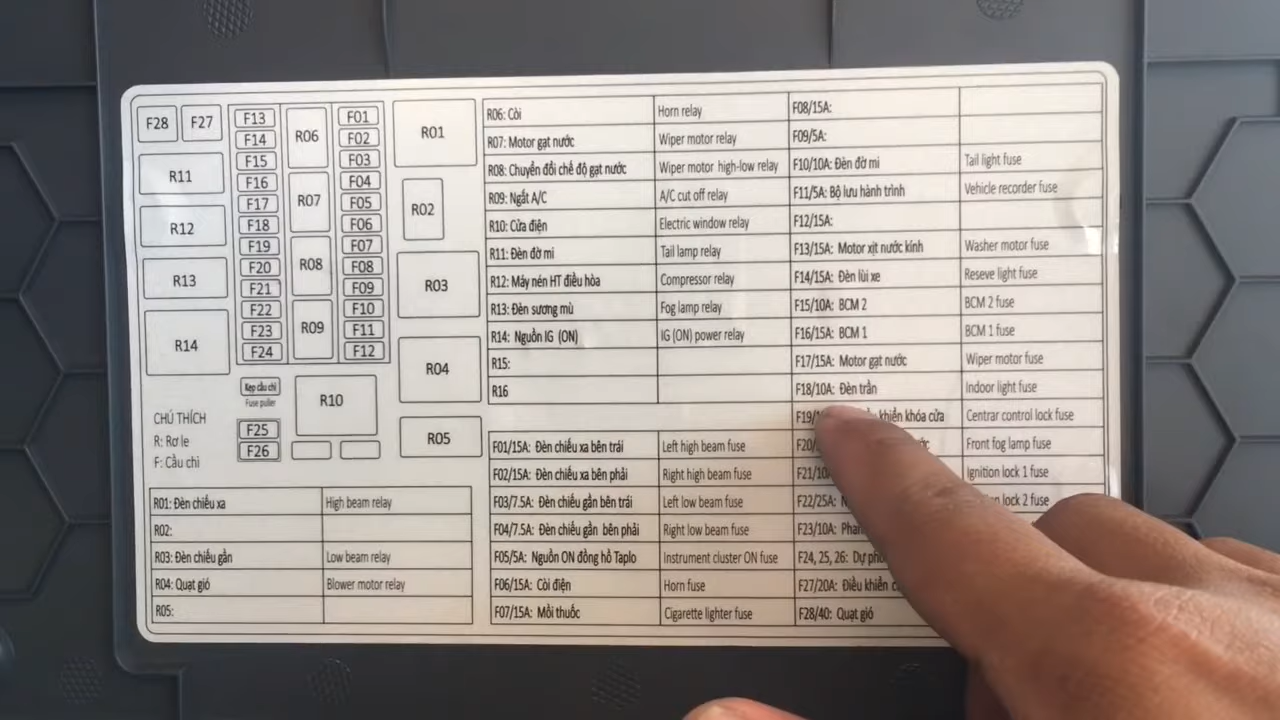 F28 F27
F13
F14
F15
F16
F17
F18
F19
F20
F21
F22
F23
F24
R06
R07
R08
R09
F01
F02
F03
F04
F05
F06
F07
F08
F09
F10
F11
F12
R01
R02
R03
R04
R05
R11
R12
R13
R14
Kẹp cầu chì
Fuse puller
F25
F26
R10
CHÚ THÍCH
R: Rơ le
F: Cầu chì
R01: Đèn chiếu xa High beam relay
R02:
R03: Đèn chiếu gần Low beam relay
R04: Quạt gió Blower motor relay
R05:
R06: Còi Horn relay
R07: Motor gạt nước Wiper motor relay
R08: Chuyển đổi chế độ gạt nước Wiper motor high-low relay
R09: Ngắt A/C A/C cut off relay
R10: Cửa điện Electric window relay
R11: Đèn đờ mi Tail lamp relay
R12: Máy nén HT điều hòa Compressor relay
R13: Đèn sương mù Fog lamp relay
R14: Nguồn IG (ON) IG (ON) power relay
R15:
R16
F01/15A: Đèn chiếu xa bên trái Left high beam fuse
F02/15A: Đèn chiếu xa bên phải Right high beam fuse
F03/7.5A: Đèn chiếu gần bên trái Left low beam fuse
F04/7.5A: Đèn chiếu gần bên phải Right low beam fuse
F05/5A: Nguồn ON đồng hồ Taplo Instrument cluster ON fuse
F06/15A: Còi điện Horn fuse
F07/15A: Mồi thuốc Cigarette lighter fuse
F08/15A:
F09/5A:
F10/10A: Đèn đờ mi Tail light fuse
F11/5A: Bộ lưu hành trình Vehicle recorder fuse
F12/15A:
F13/15A: Motor xịt nước kính Washer motor fuse
F14/15A: Đèn lùi xe Reseve light fuse
F15/10A: BCM 2 BCM 2 fuse
F16/15A: BCM 1 BCM 1 fuse
F17/15A: Motor gạt nước Wiper motor fuse
F18/10A: Đèn trần Indoor light fuse
F19/ khiển khóa cửa Centrar control lock fuse
F20/ Front fog lamp fuse
F21/10A Ignition lock 1 fuse
F22/25A: lock 2 fuse
F23/10A:
F24, 25, 26: Dự
F27/20A: Điều khiển
F28/40: Quạt gió